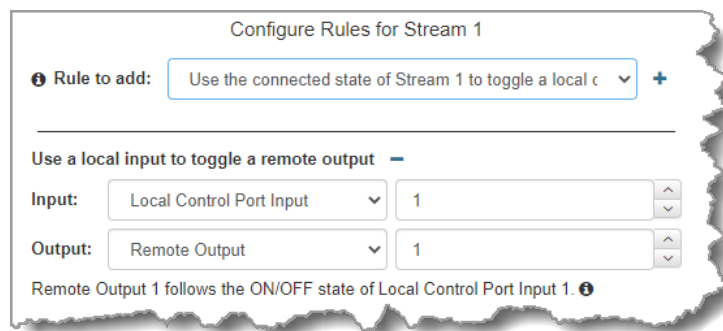 Configure Rules for Stream 1
Rule to add: Use the connected state of Stream 1 to toggle a local
Use a local input to toggle a remote output
Input: Local Control Port Input 1
Output: Remote Output 1
Remote Output 1 follows the ON/OFF state of Local Control Port Input 1.